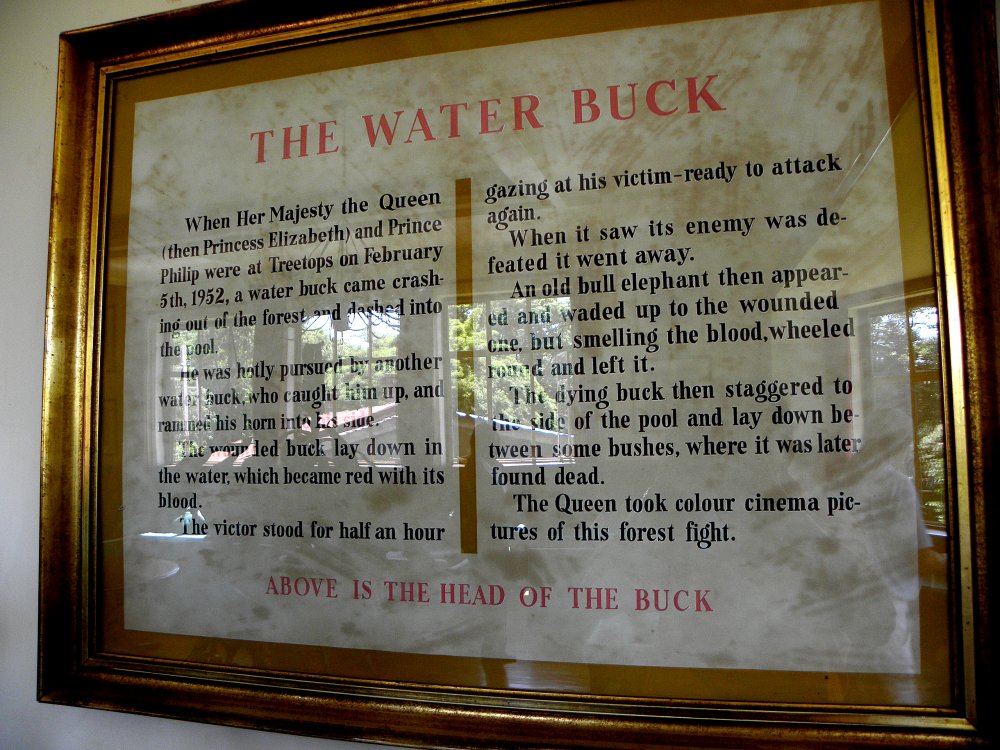 THE WATER BUCK
When Her Majesty the Queen
(then Princess Elizabeth) and Prince
Philip were at Treetops on February
5th, 1952, a water buck came crash-
ing out of the forest and dashed into
the pool.
He was hotly pursued by another
water buck, who caught him up, and
rammed his horn into his side.
The wounded buck lay down in
the water, which became red with its
blood.
The victor stood for half an hour
gazing at his victim-ready to attack
again.
When it saw its enemy was de-
feated it went away.
An old bull elephant then appear-
ed and waded up to the wounded
one, but smelling the blood, wheeled
round and left it.
The dying buck then staggered to
the side of the pool and lay down be-
tween some bushes, where it was later
found dead.
The Queen took colour cinema pic-
tures of this forest fight.
ABOVE IS THE HEAD OF THE BUCK